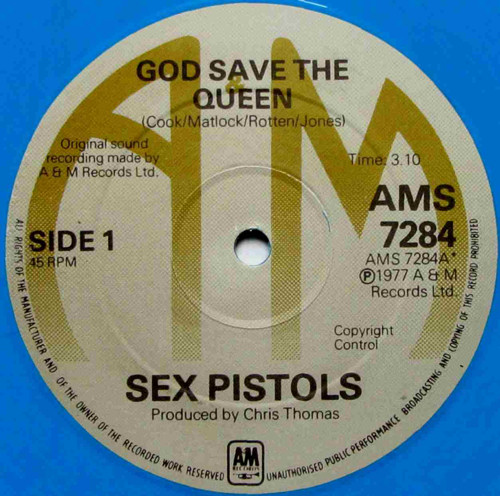 GOD SAVE THE
QUEEN
(Cook/Matlock/Rotten/Jones)
Original sound
recording made by
A & M Records Ltd.
Time: 3.10
AMS
7284
AMS 7284A*
Ⓟ1977 A & M
Records Ltd.
SIDE 1
45 RPM
Copyright
Control
SEX PISTOLS
Produced by Chris Thomas
ALL RIGHTS OF THE MANUFACTURER AND OF THE OWNER OF THE RECORDED WORK RESERVED
UNAUTHORISED PUBLIC PERFORMANCE BROADCASTING AND COPYING OF THIS RECORD PROHIBITED
AM
RECORDS